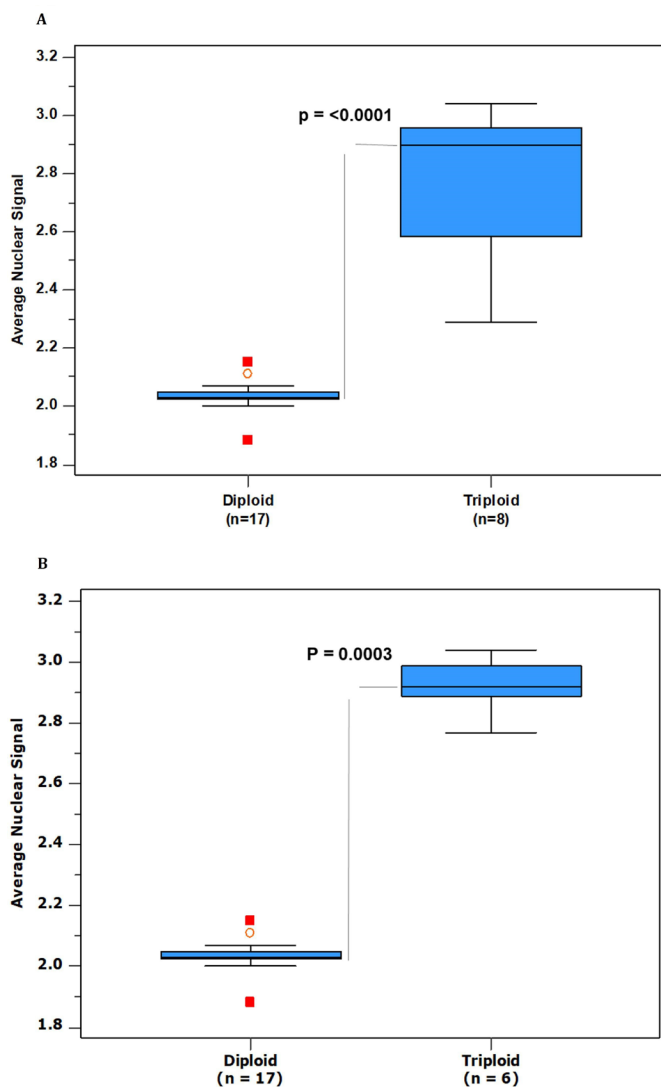 A
3.2
3.0
2.8
2.6
2.4
2.2
2.0
1.8
Average Nuclear Signal
p = <0.0001
Diploid
(n=17)
Triploid
(n=8)
B
3.2
3.0
2.8
2.6
2.4
2.2
2.0
1.8
Average Nuclear Signal
P = 0.0003
Diploid
(n = 17)
Triploid
(n = 6)